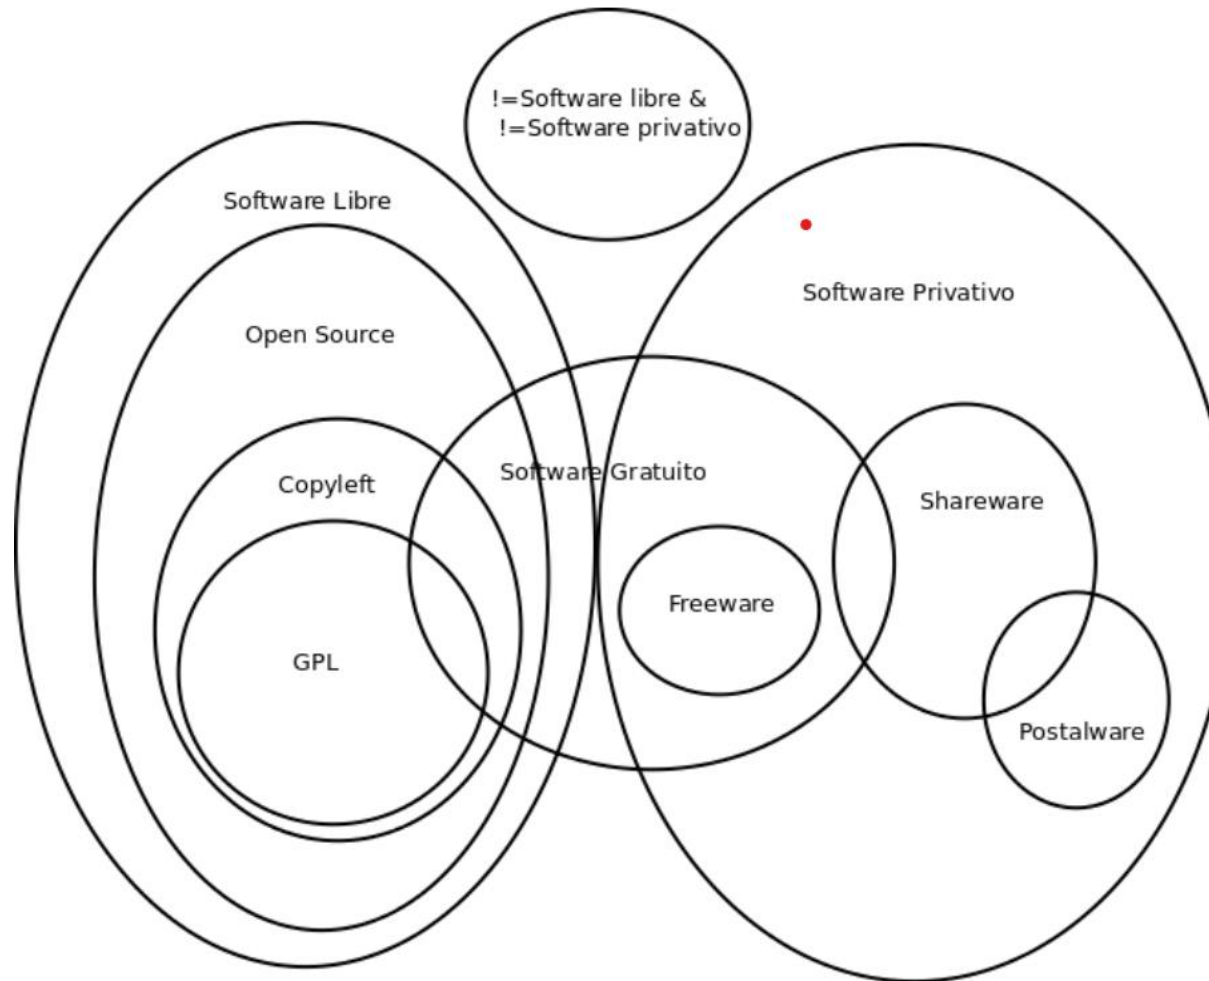 !=Software libre &
!=Software privativo
Software Libre
Software Privativo
Open Source
Software Gratuito
Copyleft
Shareware
Freeware
GPL
Postalware